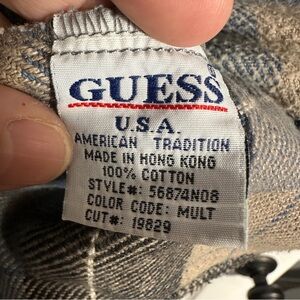 GUESS
U.S.A.
AMERICAN TRADITION
MADE IN HONG KONG
100% COTTON
STYLE#: 56874N08
COLOR CODE: MULT
CUT#: 19829